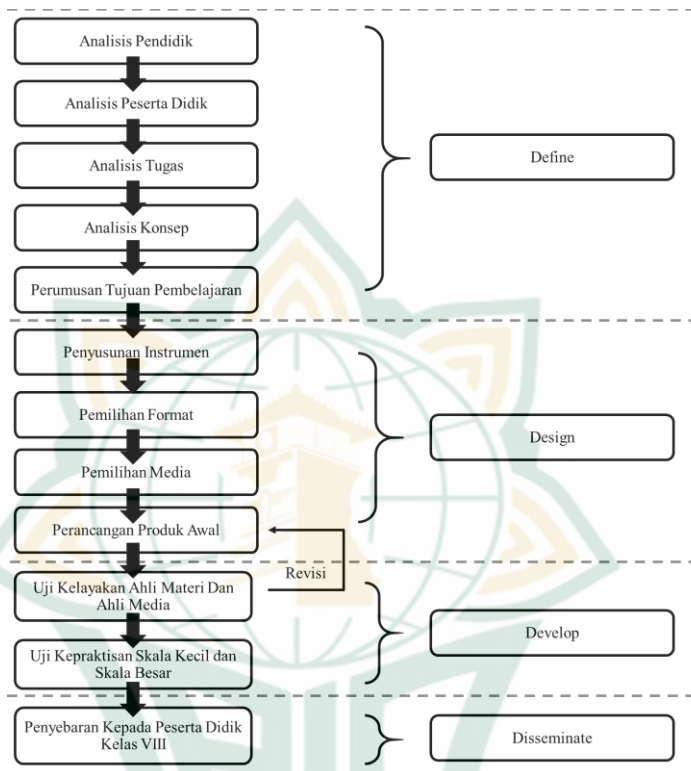 Analisis Pendidik
Analisis Peserta Didik
Analisis Tugas
Analisis Konsep
Perumusan Tujuan Pembelajaran
Define
Penyusunan Instrumen
Pemilihan Format
Pemilihan Media
Perancangan Produk Awal
Design
Revisi
Uji Kelayakan Ahli Materi Dan
Ahli Media
Uji Kepraktisan Skala Kecil dan
Skala Besar
Develop
Penyebaran Kepada Peserta Didik
Kelas VIII
Disseminate